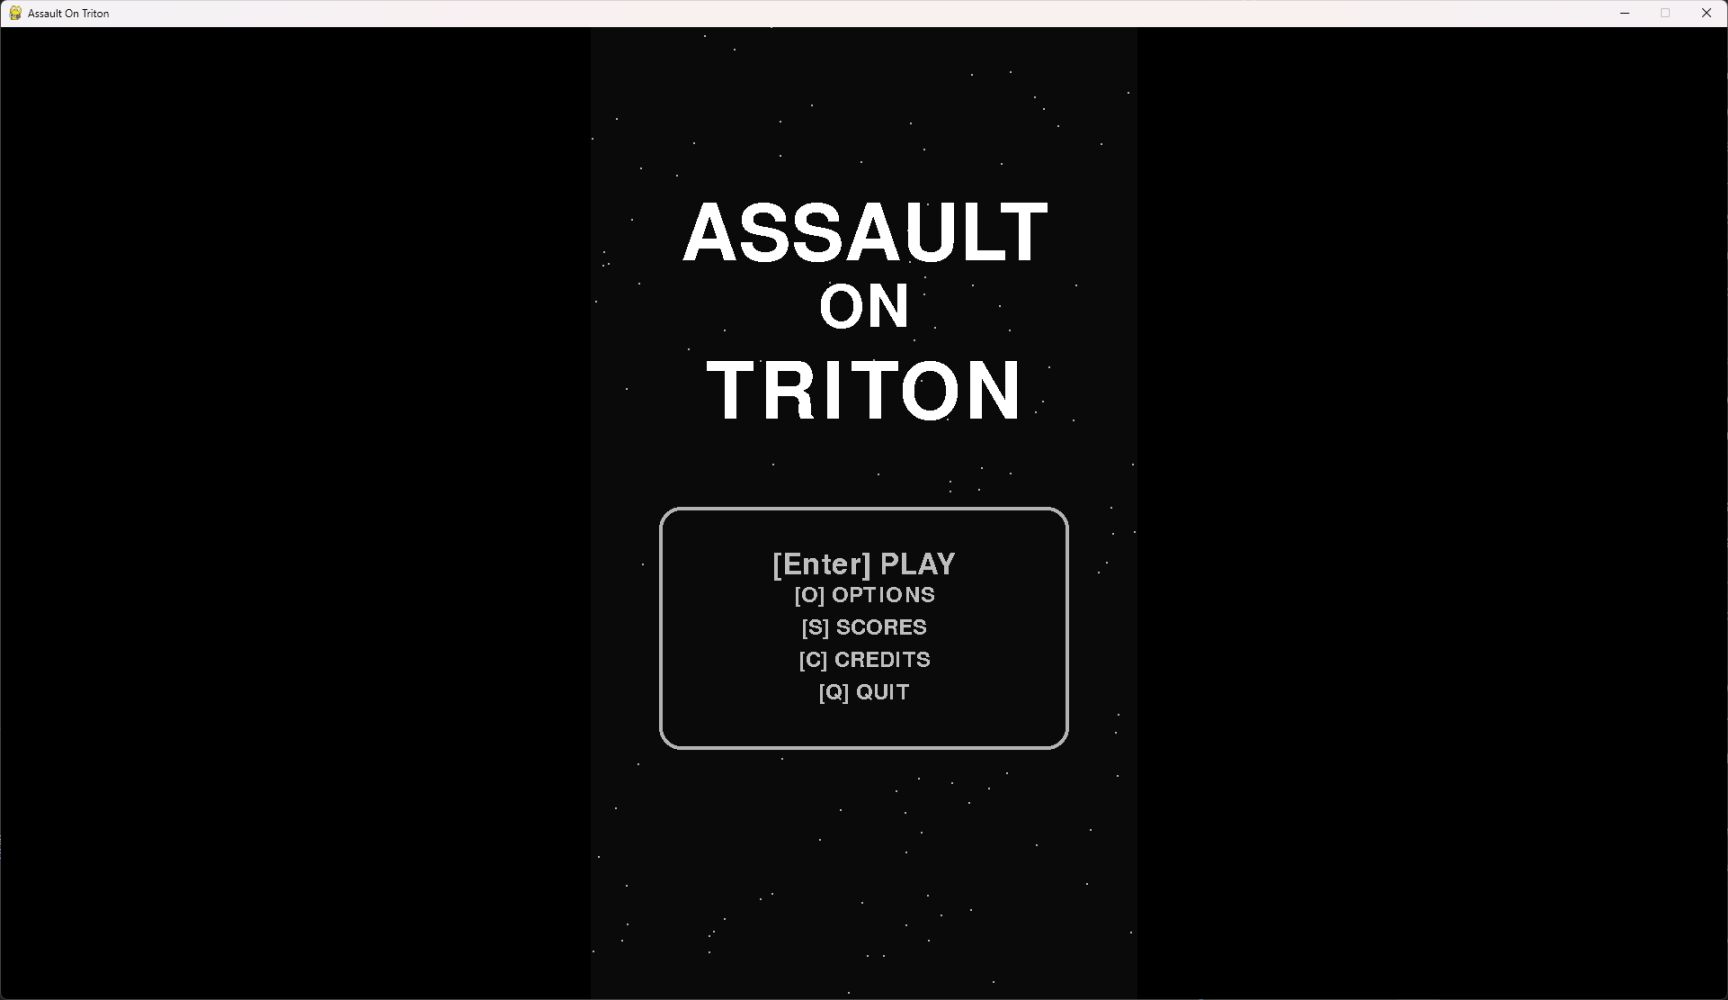 Assault On Triton
ASSAULT
ON
TRITON
[Enter] PLAY
[O] OPTIONS
[S] SCORES
[C] CREDITS
[Q] QUIT